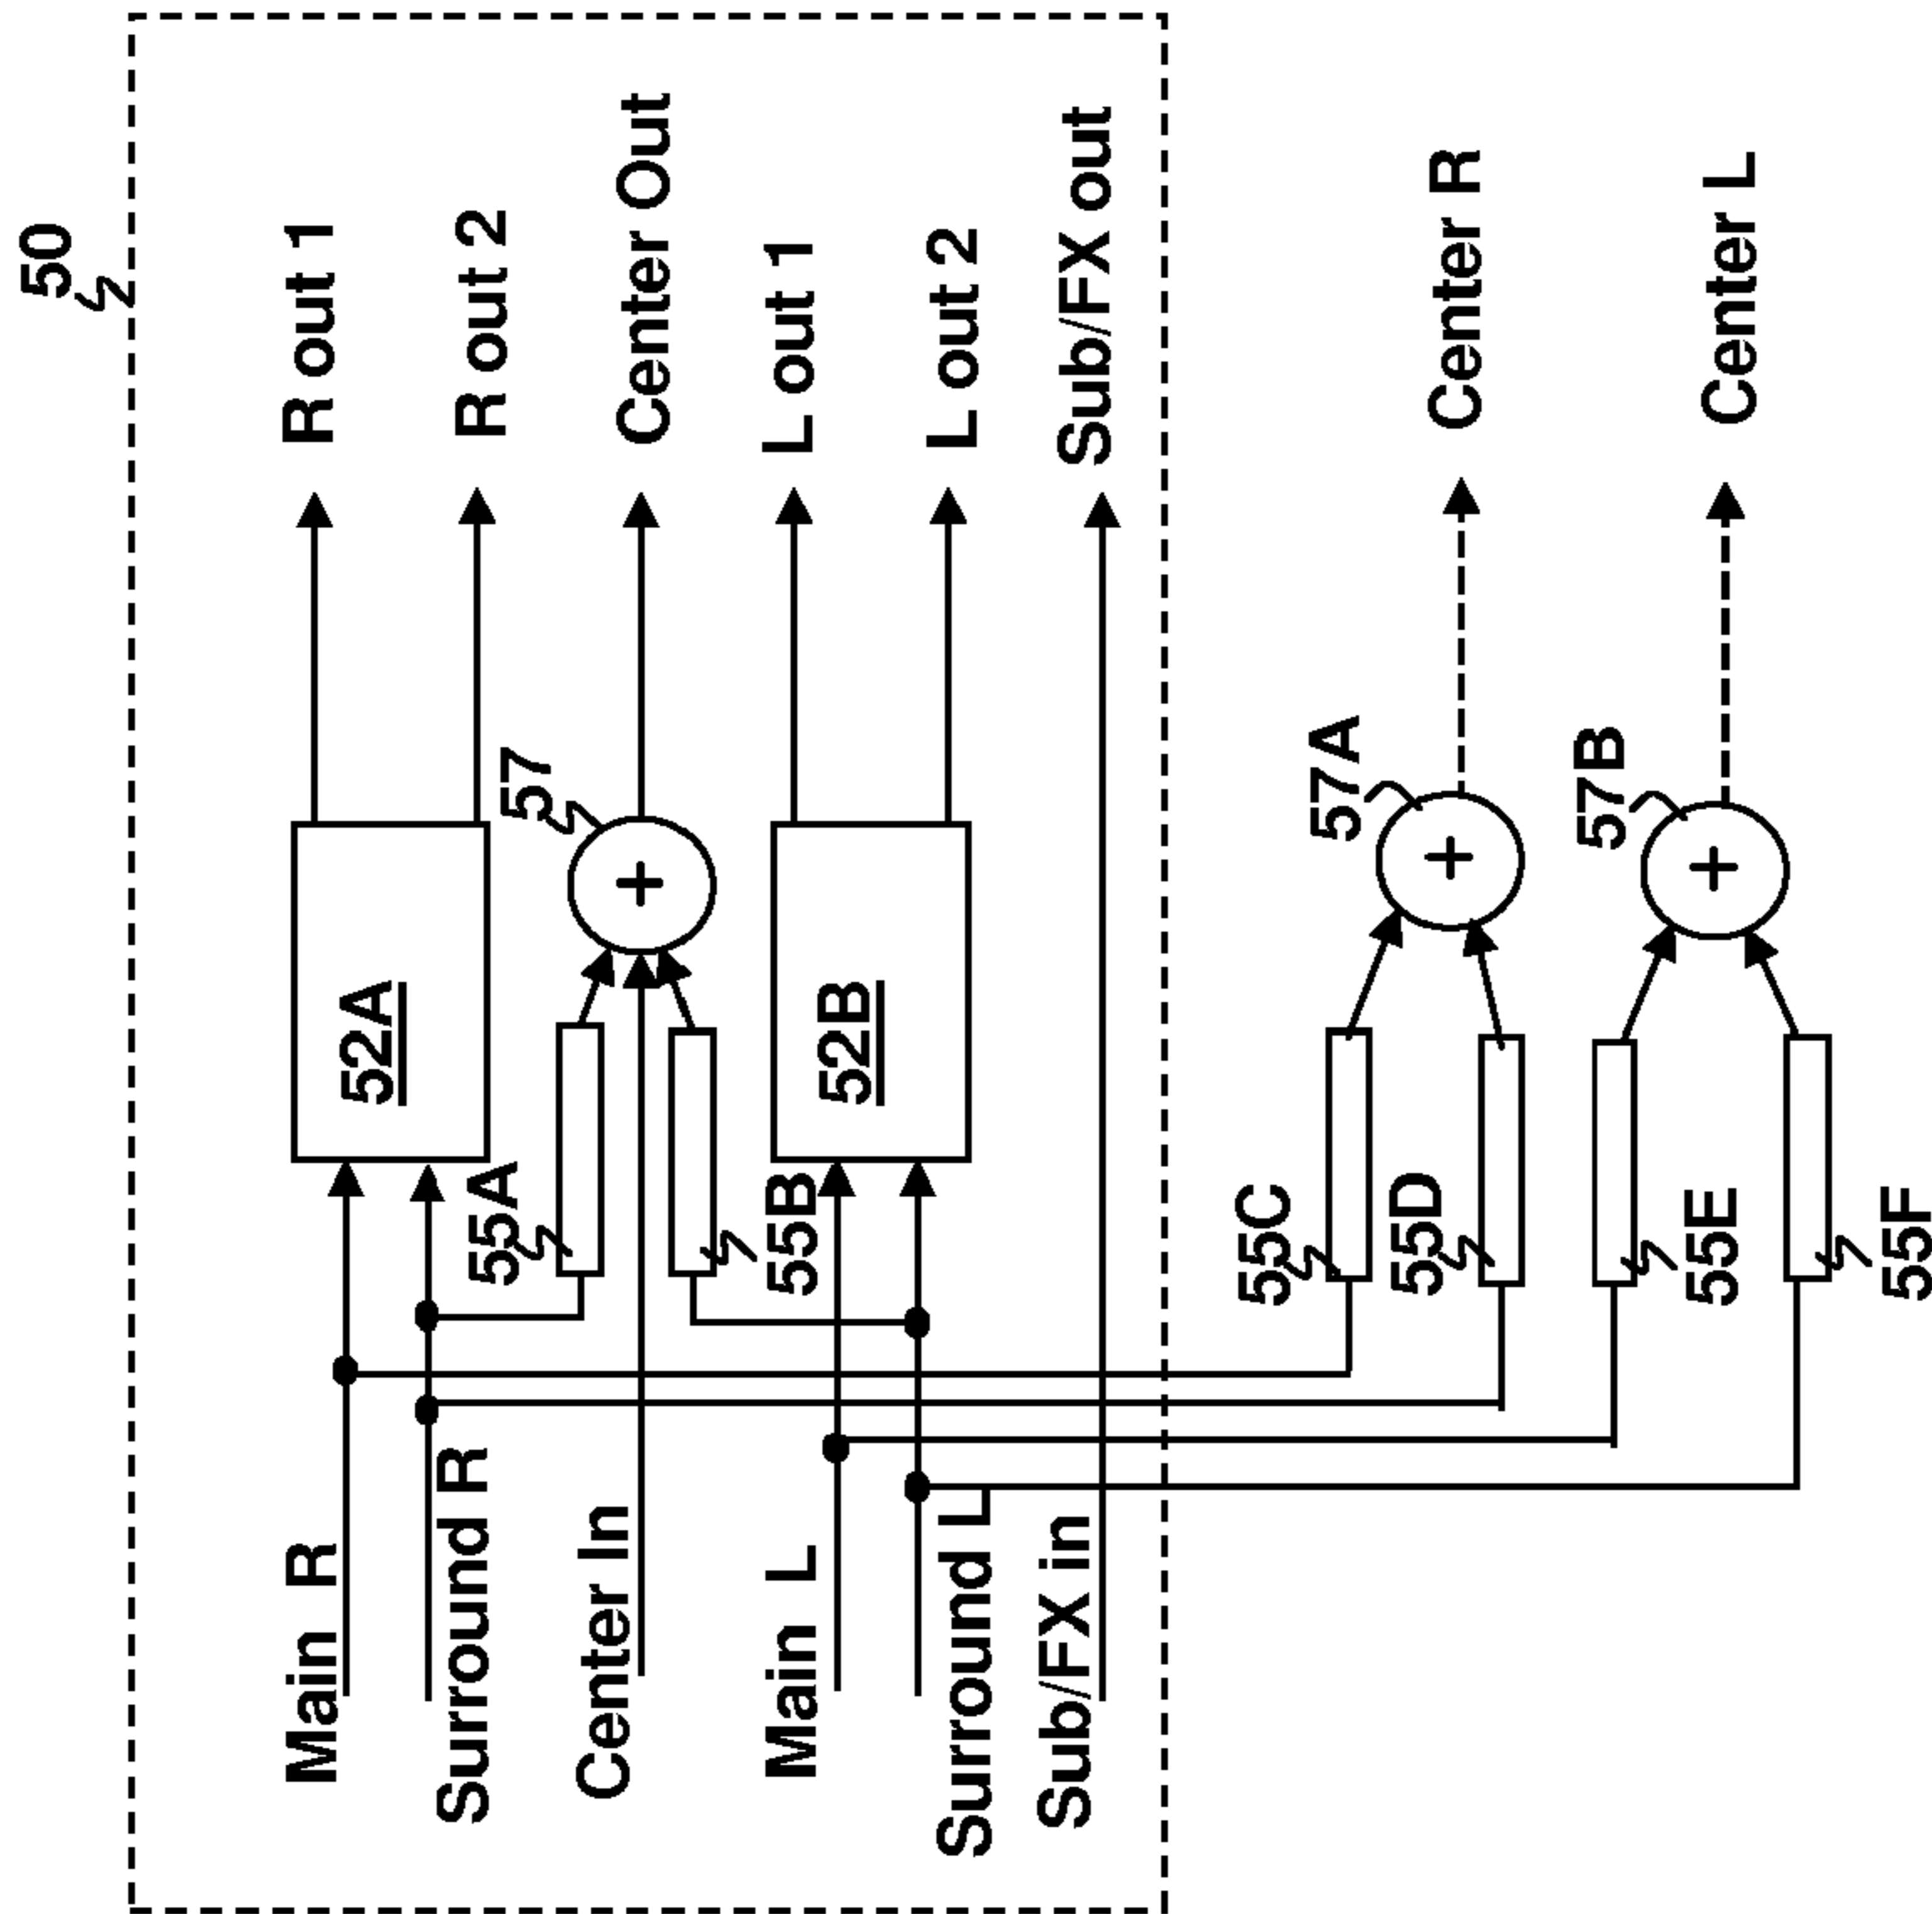 50
Main R
52A
R out 1
Surround R
R out 2
55A
57
Center In
+
Center Out
55B
Main L
52B
L out 1
Surround L
L out 2
Sub/FX in
Sub/FX out
55C
57A
55D
+
Center R
55E
57B
55F
+
Center L